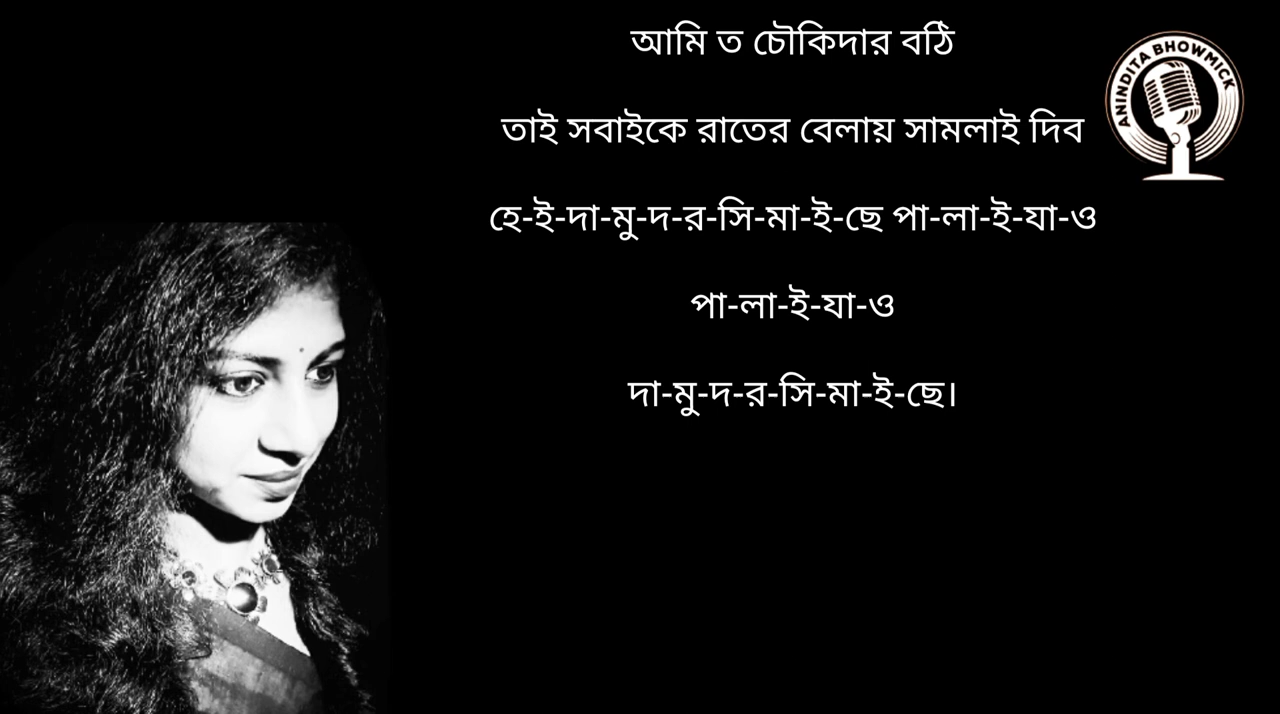 আমি ত চৌকিদার বঠি
তাই সবাইকে রাতের বেলায় সামলাই দিব
হে-ই-দা-মু-দ-র-সি-মা-ই-ছে পা-লা-ই-যা-ও
পা-লা-ই-যা-ও
দা-মু-দ-র-সি-মা-ই-ছে।
ANINDITA BHOWMICK